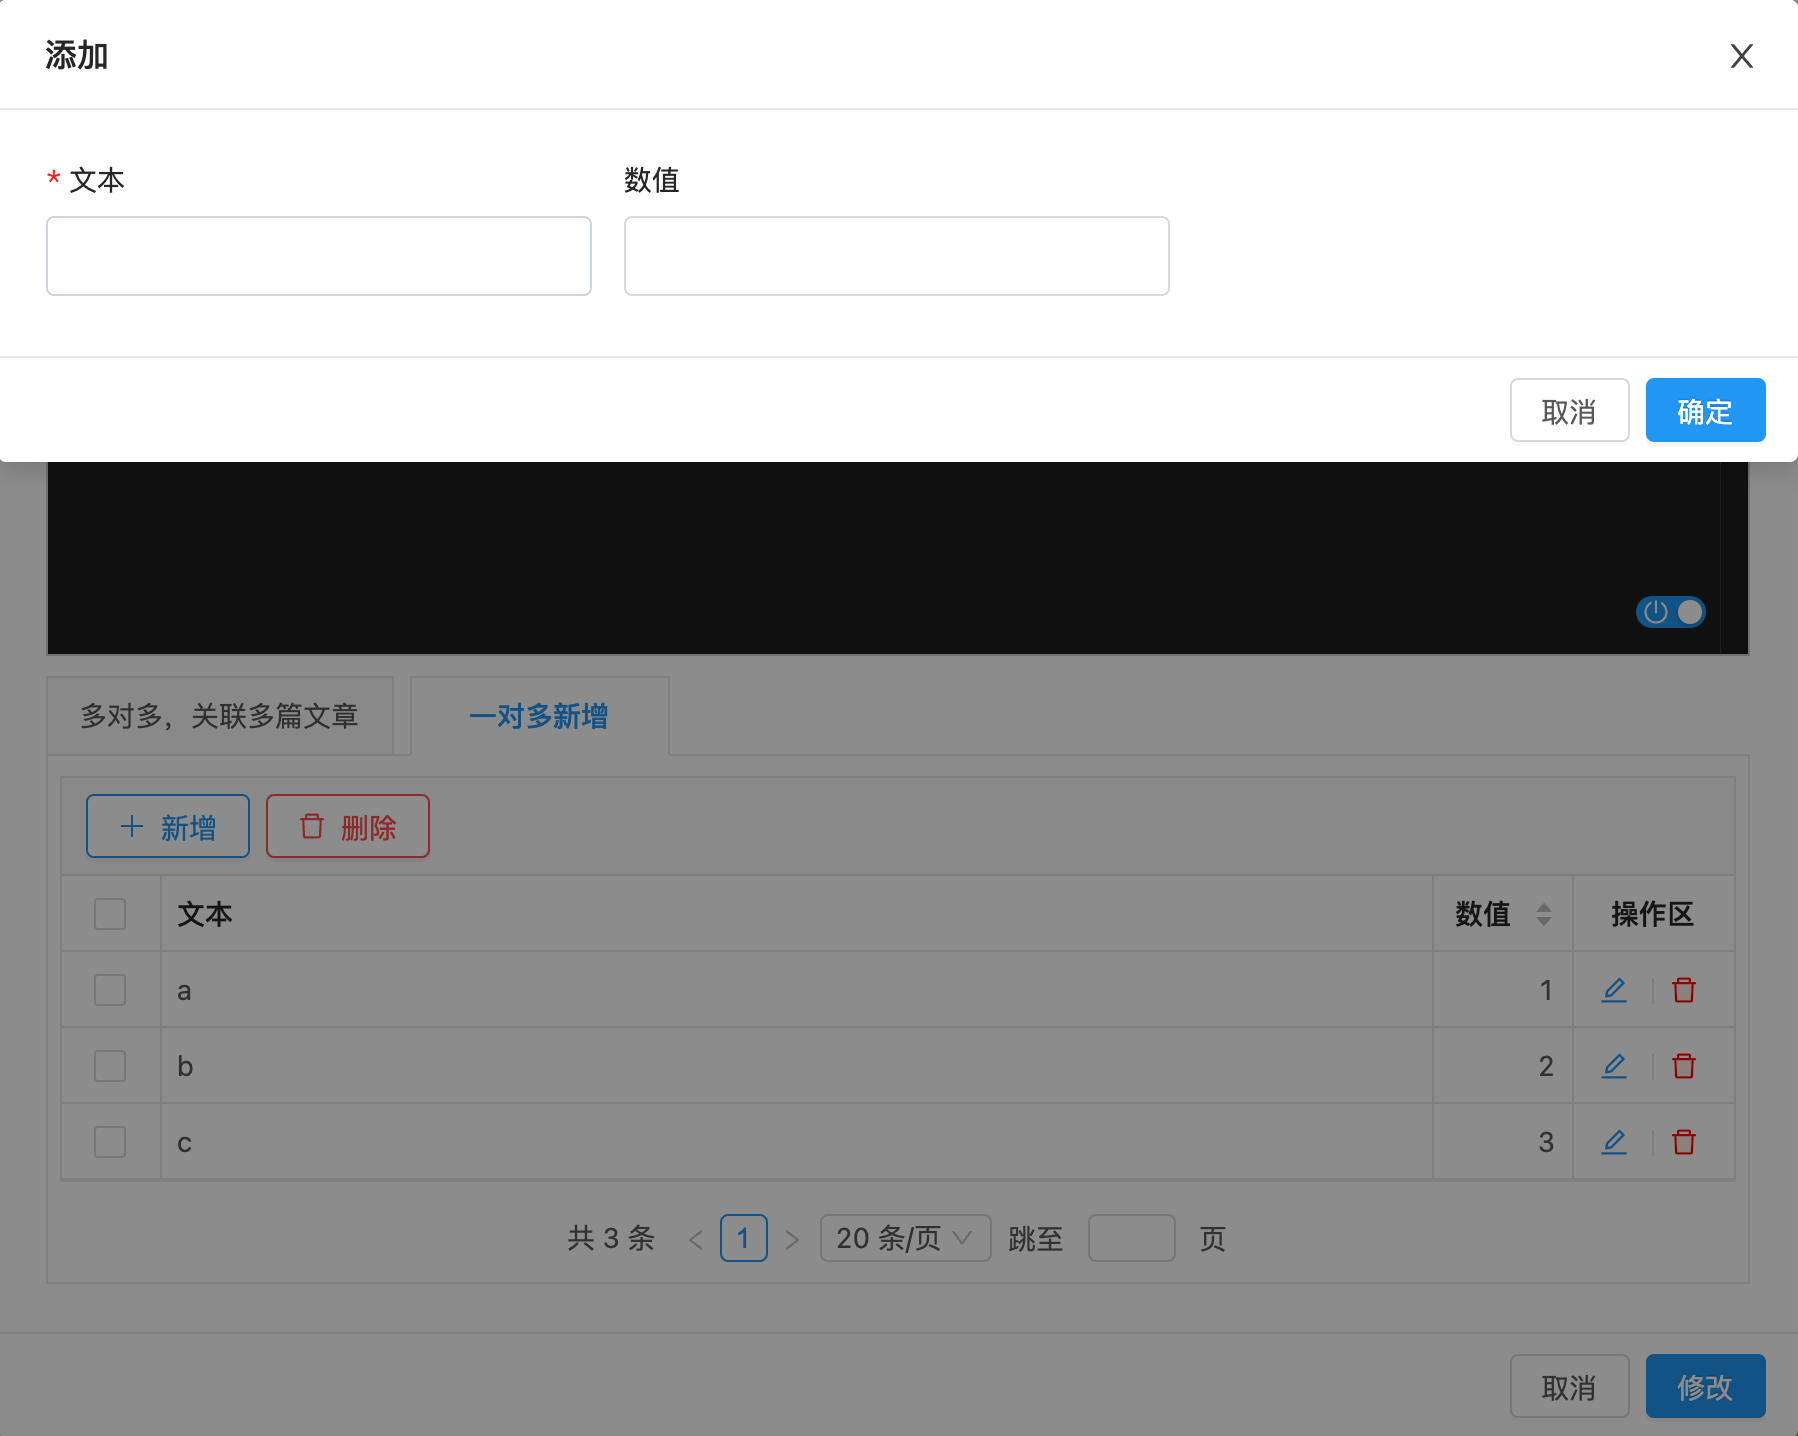 添加
* 文本 数值
取消 确定
多对多，关联多篇文章 一对多新增
新增 删除
文本 数值 操作区
a 1
b 2
c 3
共 3 条 < 1 > 20 条/页 跳至 页
取消 修改